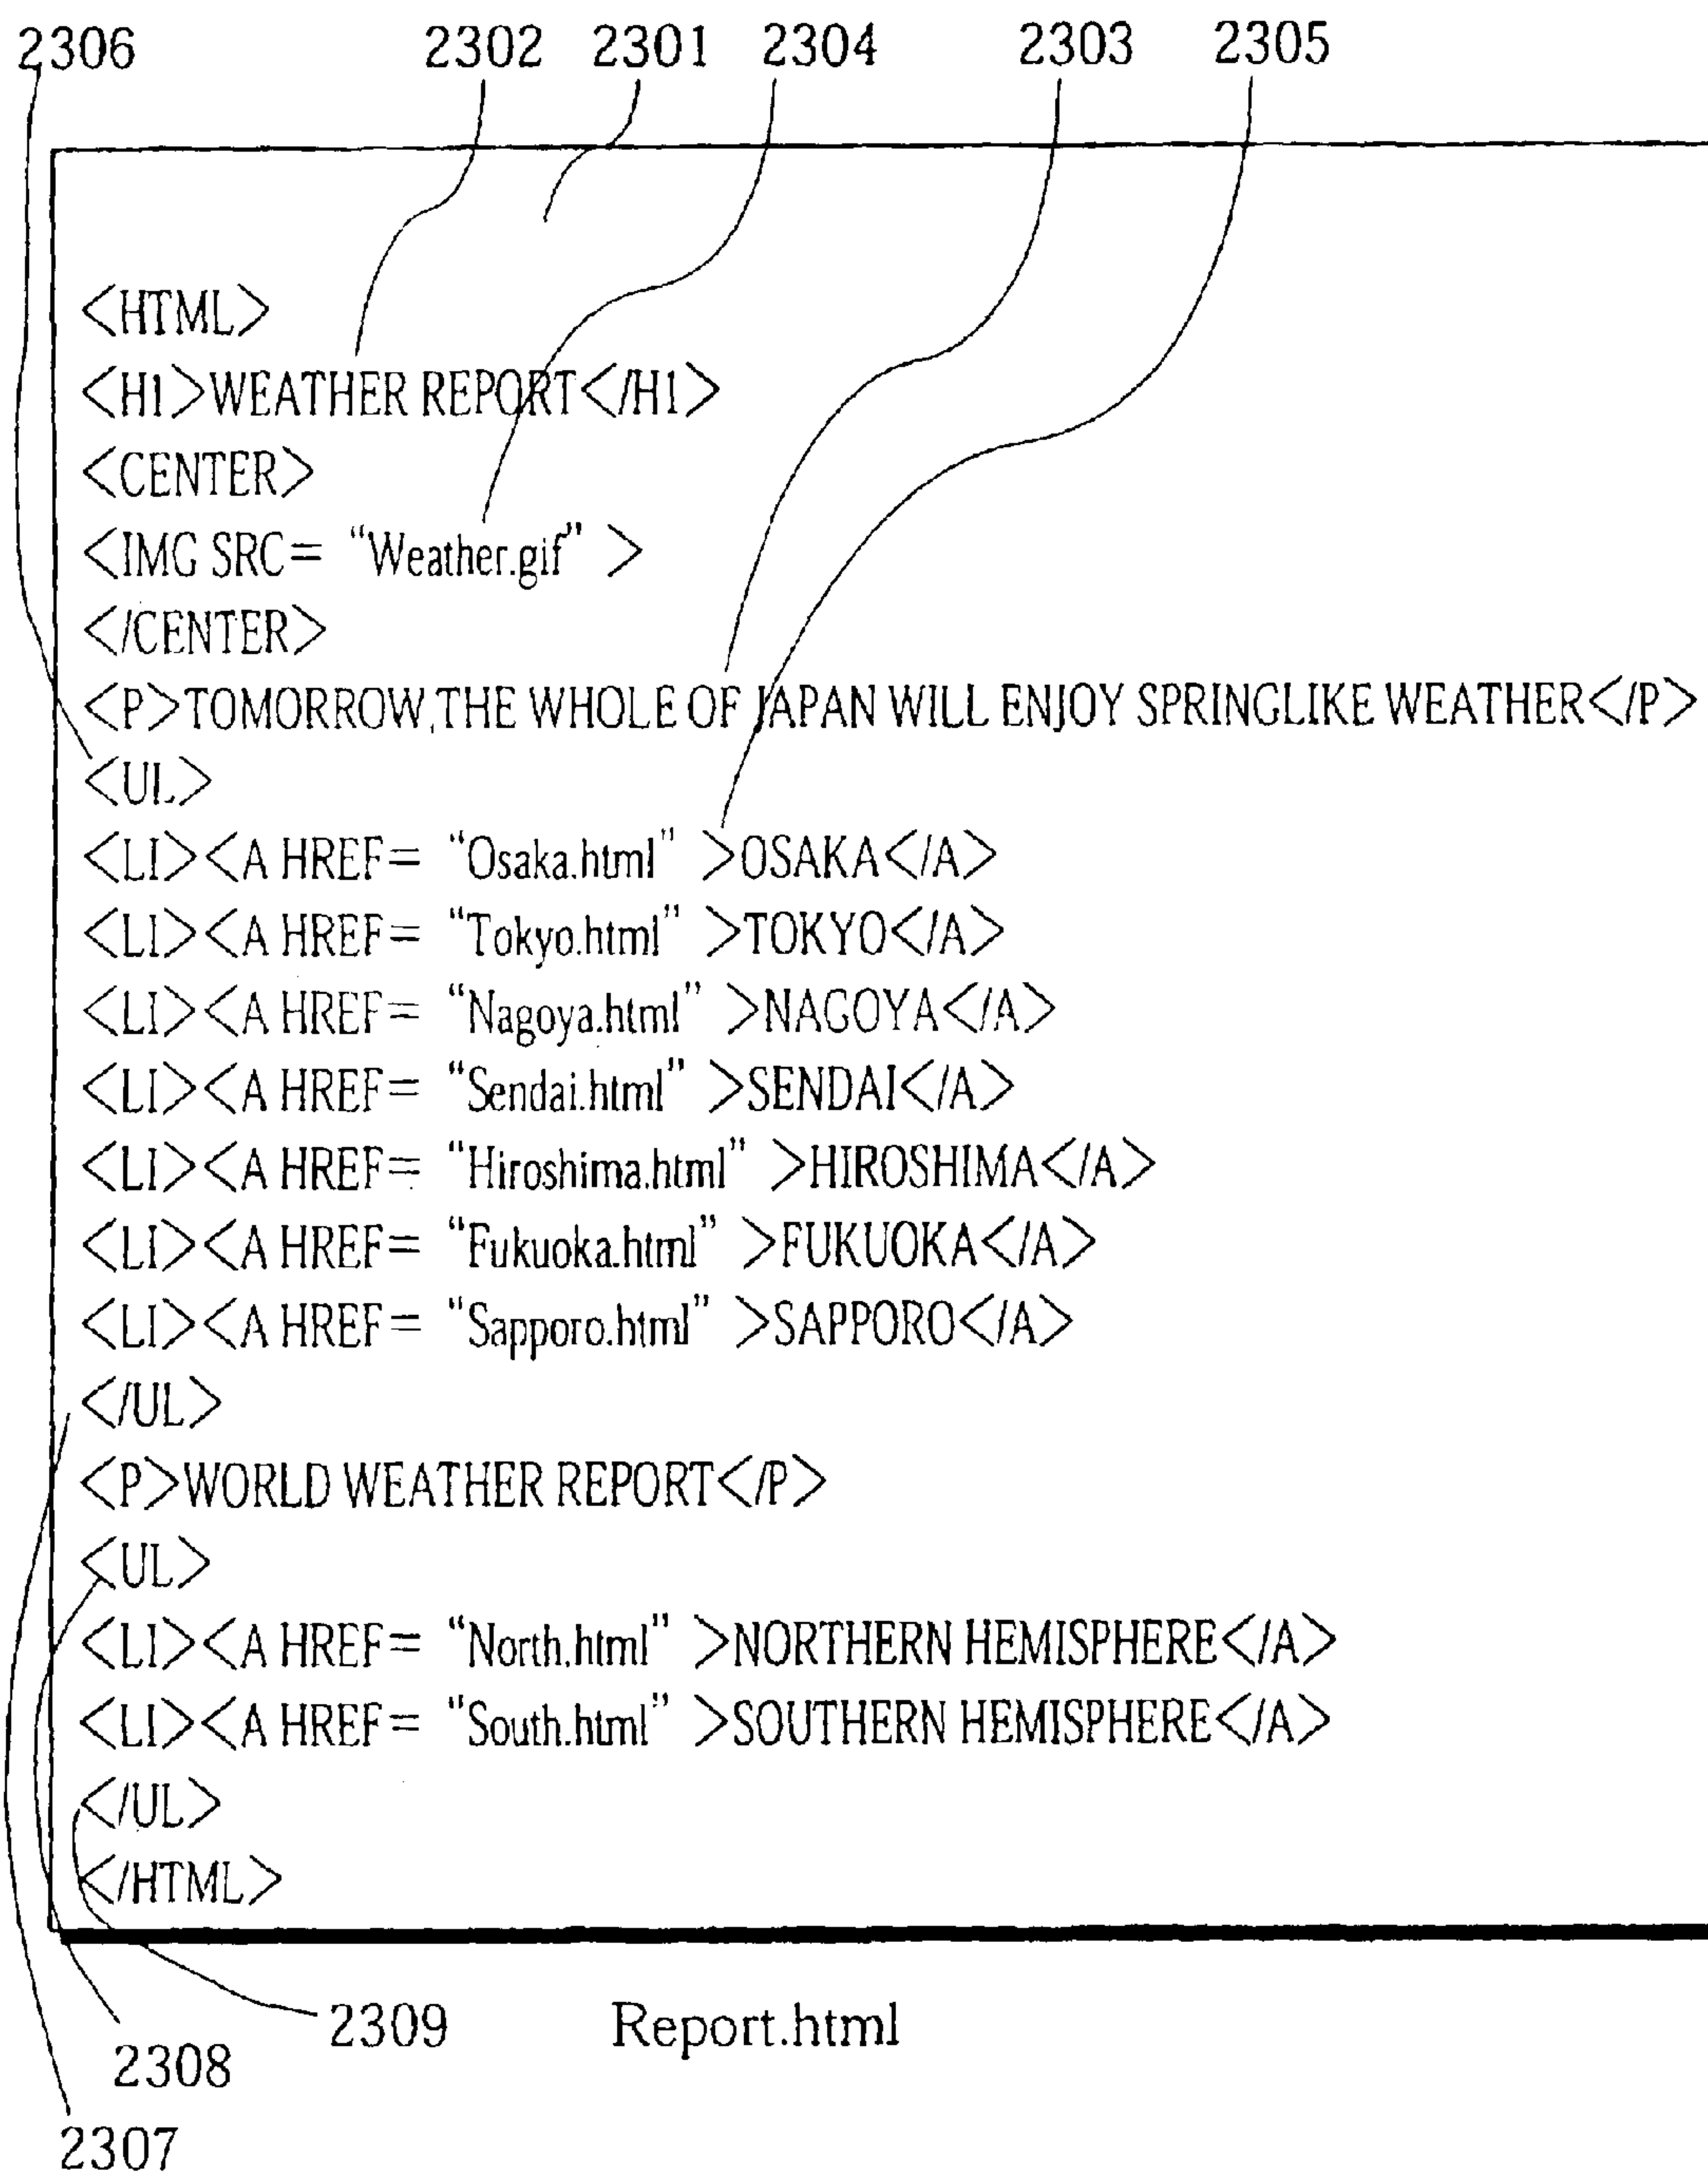 2306 2302 2301 2304 2303 2305
<HTML>
<H1>WEATHER REPORT</H1>
<CENTER>
<IMG SRC= “Weather.gif” >
</CENTER>
<P>TOMORROW,THE WHOLE OF JAPAN WILL ENJOY SPRINGLIKE WEATHER</P>
<UL>
<LI><A HREF= “Osaka.html” >OSAKA</A>
<LI><A HREF= “Tokyo.html” >TOKYO</A>
<LI><A HREF= “Nagoya.html” >NAGOYA</A>
<LI><A HREF= “Sendai.html” >SENDAI</A>
<LI><A HREF= “Hiroshima.html” >HIROSHIMA</A>
<LI><A HREF= “Fukuoka.html” >FUKUOKA</A>
<LI><A HREF= “Sapporo.html” >SAPPORO</A>
</UL>
<P>WORLD WEATHER REPORT</P>
<UL>
<LI><A HREF= “North.html” >NORTHERN HEMISPHERE</A>
<LI><A HREF= “South.html” >SOUTHERN HEMISPHERE</A>
</UL>
</HTML>
2309 Report.html
2308
2307